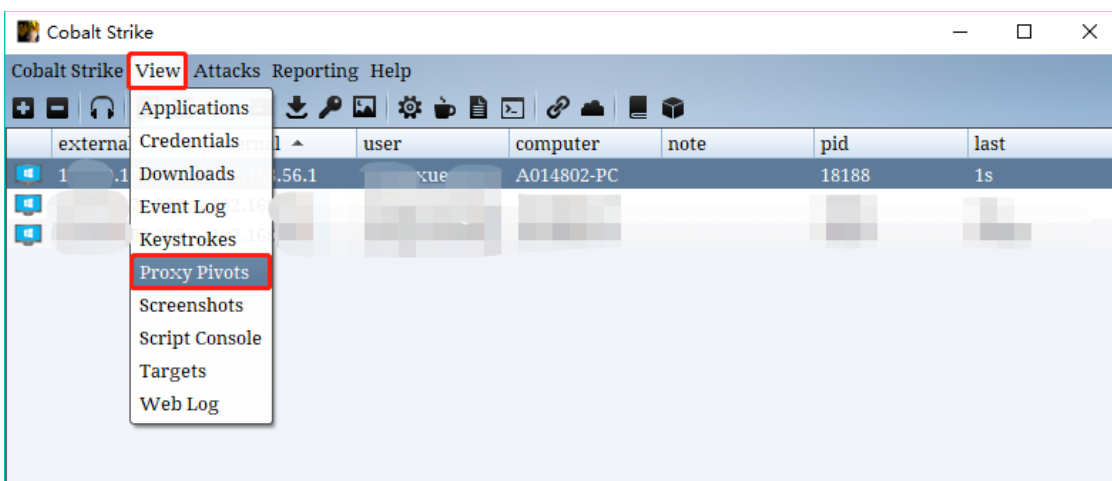 Cobalt Strike
Cobalt Strike View Attacks Reporting Help
Applications
Credentials
Downloads
Event Log
Keystrokes
Proxy Pivots
Screenshots
Script Console
Targets
Web Log
user computer note pid last
.56.1 xue A014802-PC 18188 1s